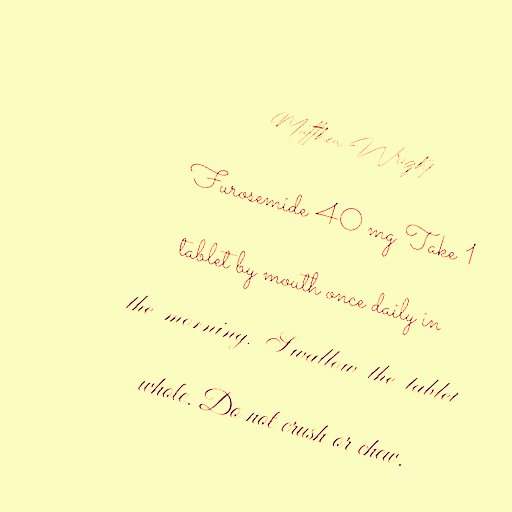 Matthew Wright
Furosemide 40 mg Take 1
tablet by mouth once daily in
the morning. Swallow the tablet
whole. Do not crush or chew.